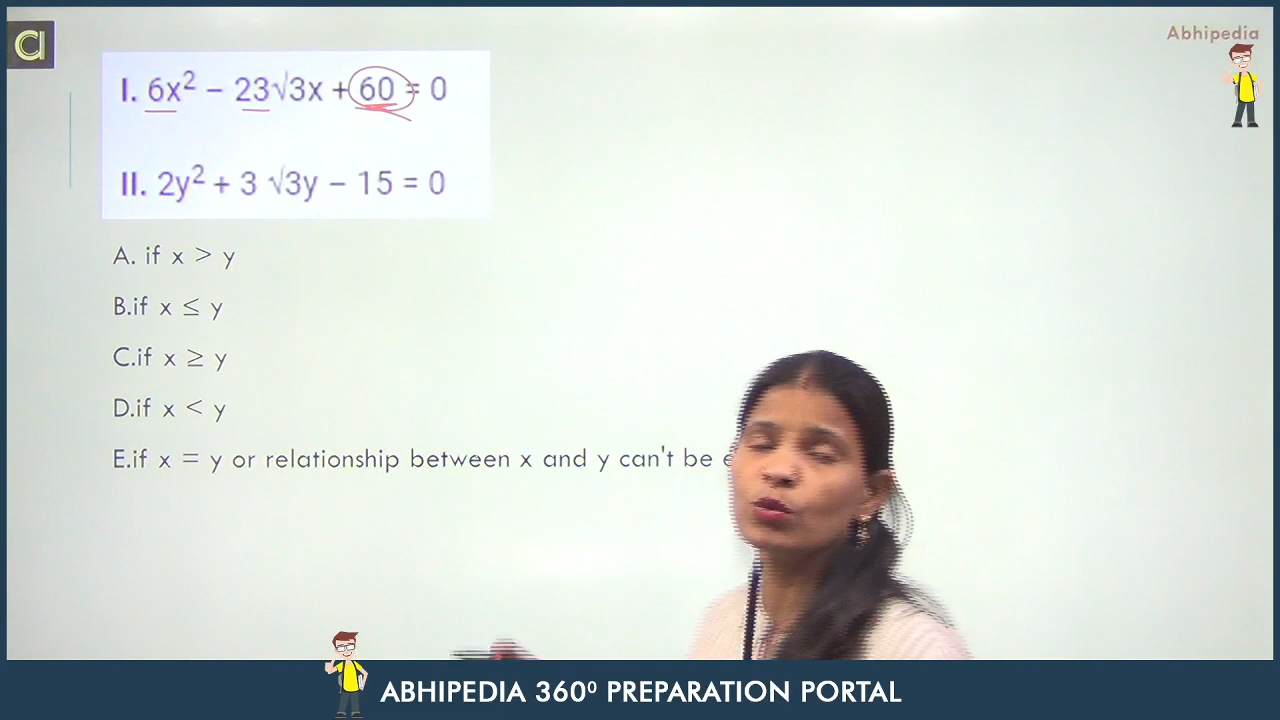 a
Abhipedia
I. 6x² − 23√3x + 60 = 0
II. 2y² + 3 √3y − 15 = 0
A. if x > y
B.if x ≤ y
C.if x ≥ y
D.if x < y
E.if x = y or relationship between x and y can't be
ABHIPEDIA 360⁰ PREPARATION PORTAL